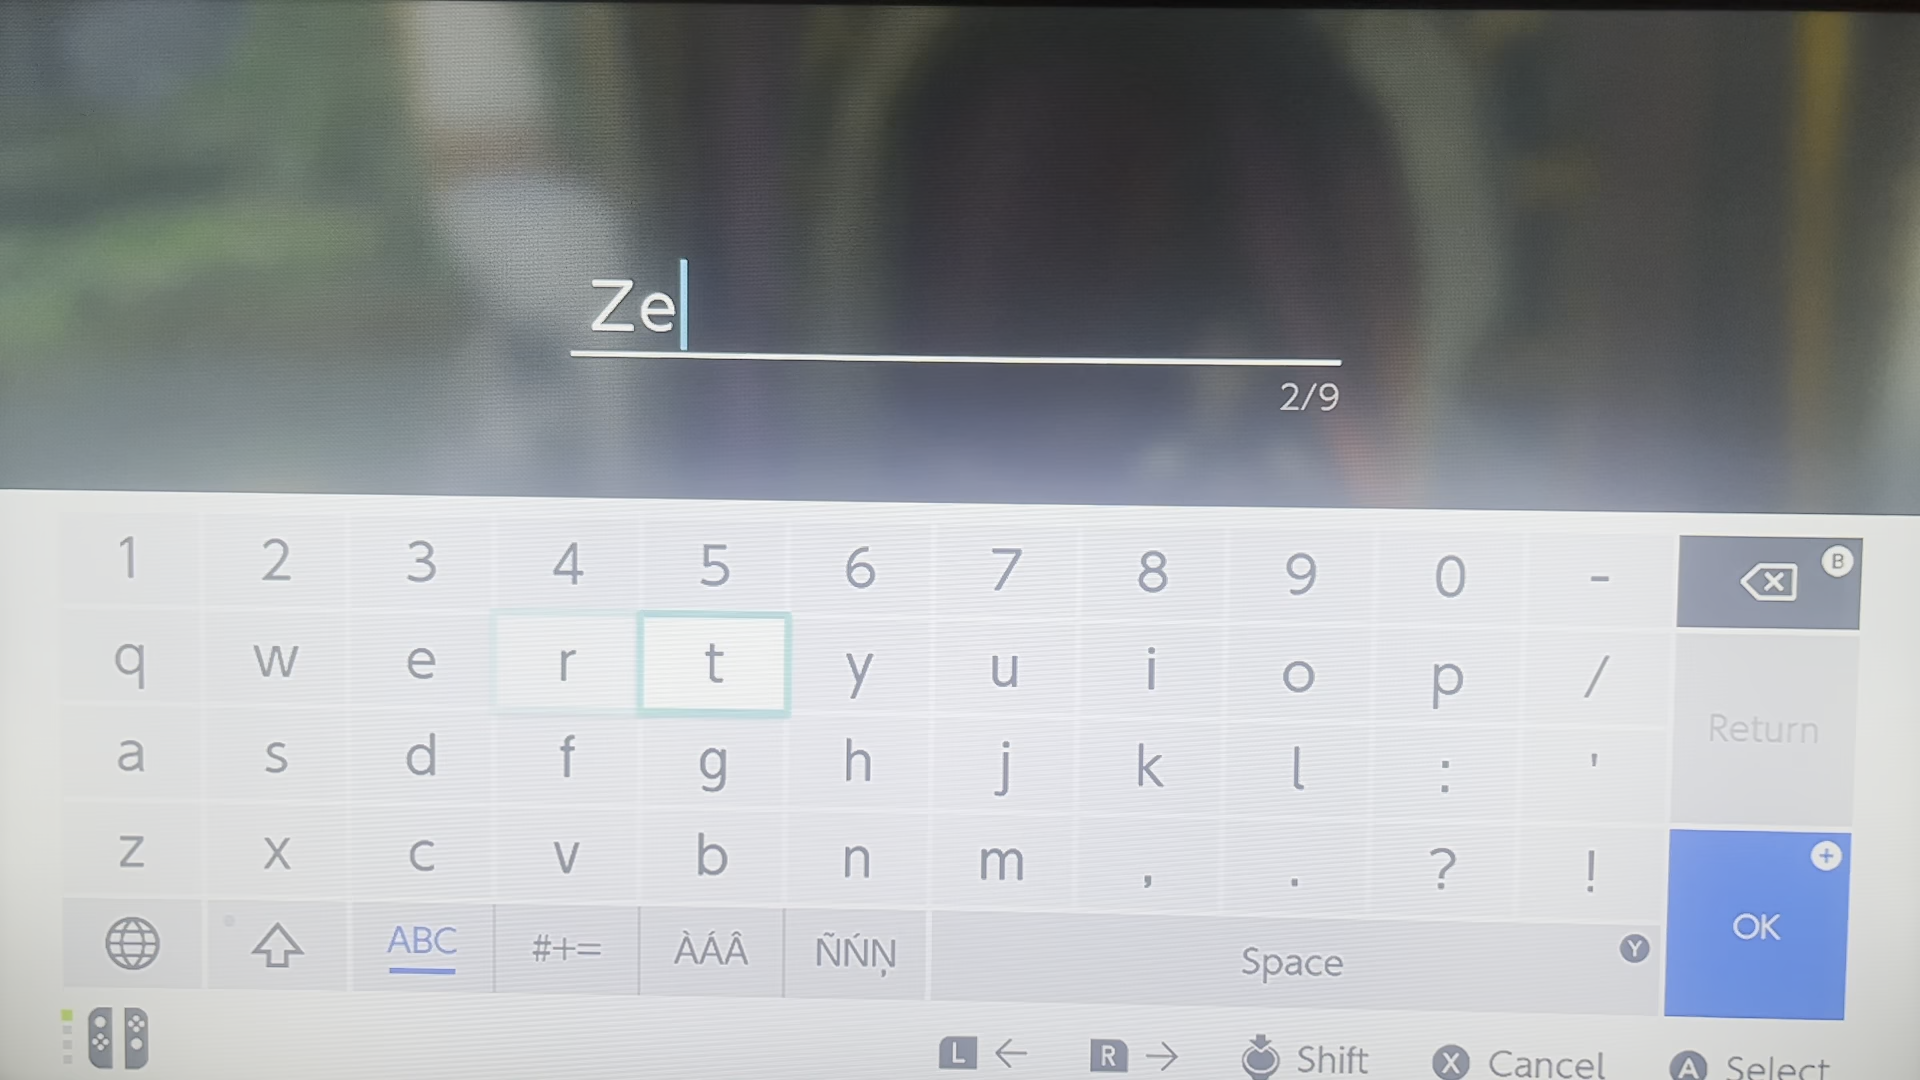 Ze
2/9
1 2 3 4 5 6 7 8 9 0 - B
q w e r t y u i o p /
Return
a s d f g h j k l : '
z x c v b n m , . ? ! +
OK
ABC #+= ÀÁÂ ÑŃŅ Space Y
L ← R → Shift X Cancel A Select